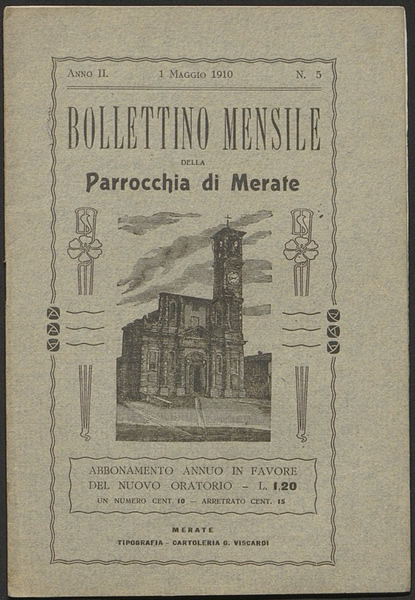 ANNO II. 1 MAGGIO 1910 N. 5
BOLLETTINO MENSILE
DELLA
Parrocchia di Merate
ABBONAMENTO ANNUO IN FAVORE
DEL NUOVO ORATORIO – L. 1,20
UN NUMERO CENT. 10 — ARRETRATO CENT. 15
MERATE
TIPOGRAFIA - CARTOLERIA G. VISCARDI